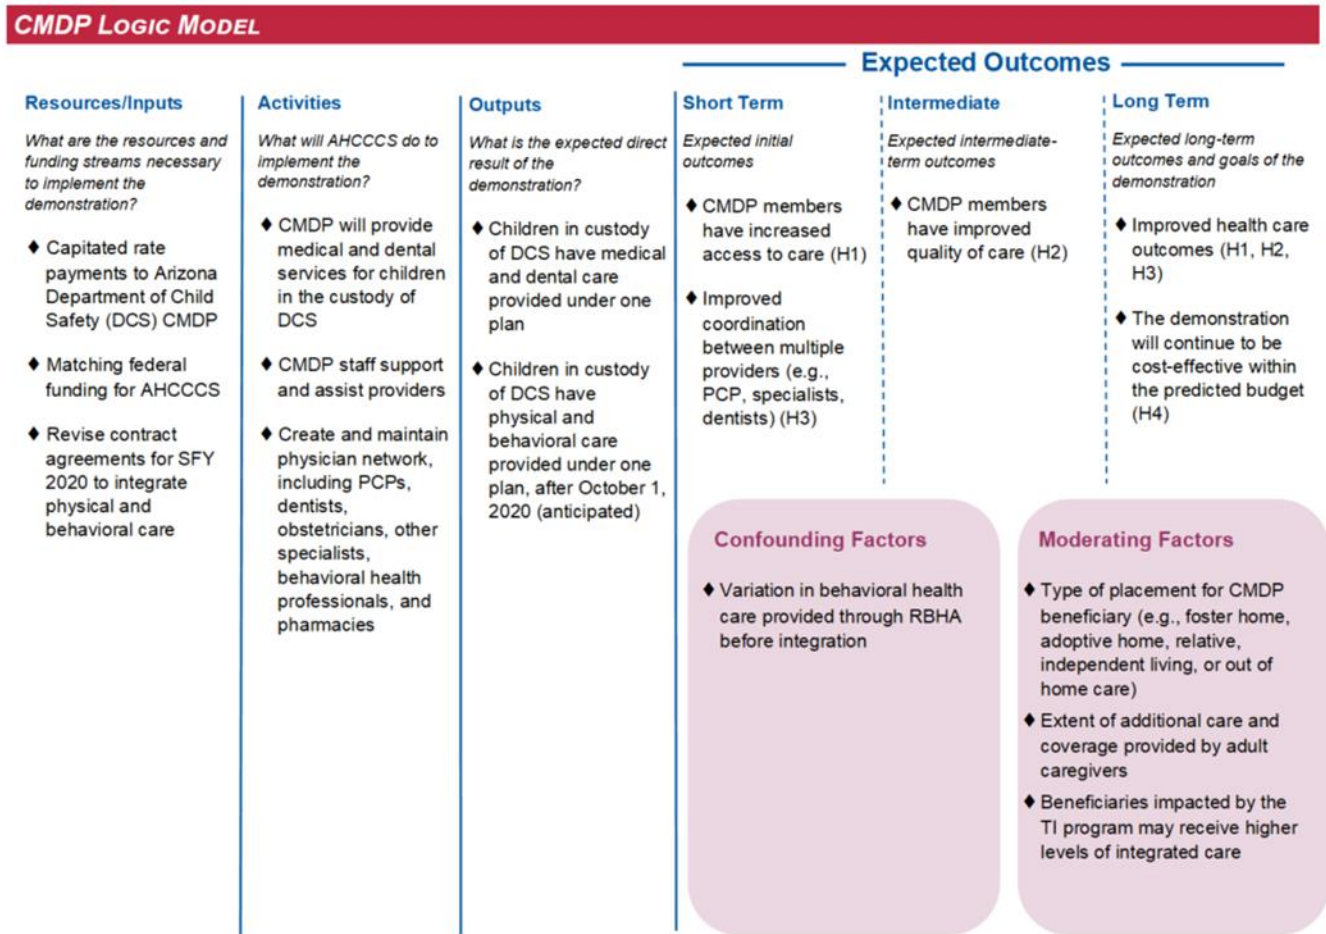 CMDP LOGIC MODEL
Expected Outcomes
Resources/Inputs
What are the resources and
funding streams necessary
to implement the
demonstration?
♦ Capitated rate
payments to Arizona
Department of Child
Safety (DCS) CMDP
♦ Matching federal
funding for AHCCCS
♦ Revise contract
agreements for SFY
2020 to integrate
physical and
behavioral care
Activities
What will AHCCCS do to
implement the
demonstration?
♦ CMDP will provide
medical and dental
services for children
in the custody of
DCS
♦ CMDP staff support
and assist providers
♦ Create and maintain
physician network,
including PCPs,
dentists,
obstetricians, other
specialists,
behavioral health
professionals, and
pharmacies
Outputs
What is the expected direct
result of the
demonstration?
♦ Children in custody
of DCS have medical
and dental care
provided under one
plan
♦ Children in custody
of DCS have
physical and
behavioral care
provided under one
plan, after October 1,
2020 (anticipated)
Short Term
Expected initial
outcomes
♦ CMDP members
have increased
access to care (H1)
♦ Improved
coordination
between multiple
providers (e.g.,
PCP, specialists,
dentists) (H3)
Intermediate
Expected intermediate-
term outcomes
♦ CMDP members
have improved
quality of care (H2)
Long Term
Expected long-term
outcomes and goals of the
demonstration
♦ Improved health care
outcomes (H1, H2,
H3)
♦ The demonstration
will continue to be
cost-effective within
the predicted budget
(H4)
Confounding Factors
♦ Variation in behavioral health
care provided through RBHA
before integration
Moderating Factors
♦ Type of placement for CMDP
beneficiary (e.g., foster home,
adoptive home, relative,
independent living, or out of
home care)
♦ Extent of additional care and
coverage provided by adult
caregivers
♦ Beneficiaries impacted by the
TI program may receive higher
levels of integrated care